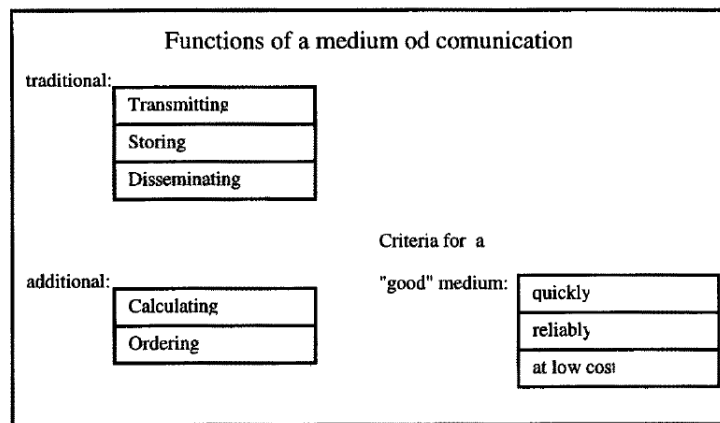 Functions of a medium od comunication
traditional:
Transmitting
Storing
Disseminating
additional:
Calculating
Ordering
Criteria for a
"good" medium:
quickly
reliably
at low cost